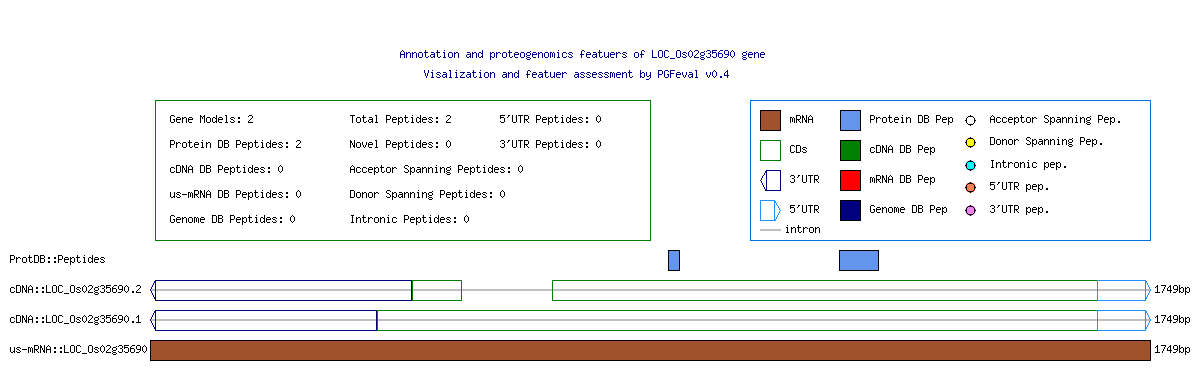 Annotation and proteogenomics featuers of LOC_Os02g35690 gene
Visalization and featuer assessment by PGFeval v0.4
Gene Models: 2
Total Peptides: 2
5'UTR Peptides: 0
Protein DB Peptides: 2
Novel Peptides: 0
3'UTR Peptides: 0
cDNA DB Peptides: 0
Acceptor Spanning Peptides: 0
us-mRNA DB Peptides: 0
Donor Spanning Peptides: 0
Genome DB Peptides: 0
Intronic Peptides: 0
mRNA
Protein DB Pep
Acceptor Spanning Pep.
CDs
cDNA DB Pep
Donor Spanning Pep.
3'UTR
mRNA DB Pep
Intronic pep.
5'UTR
Genome DB Pep
5'UTR pep.
3'UTR pep.
intron
ProtDB::Peptides
cDNA::LOC_Os02g35690.2
1749bp
cDNA::LOC_Os02g35690.1
1749bp
us-mRNA::LOC_Os02g35690
1749bp